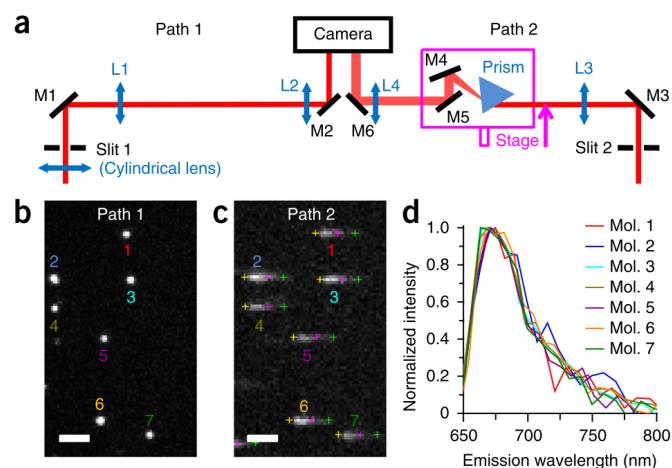 a
Path 1
Camera
Path 2
L1
L2
L4
M4
Prism
L3
M1
M2
M6
M5
M3
Slit 1
Stage
Slit 2
(Cylindrical lens)
b
Path 1
1
2
3
4
5
6
7
c
Path 2
1
2
3
4
5
6
7
d
Normalized intensity
1.0
0.8
0.6
0.4
0.2
0
650
700
750
800
Emission wavelength (nm)
Mol. 1
Mol. 2
Mol. 3
Mol. 4
Mol. 5
Mol. 6
Mol. 7